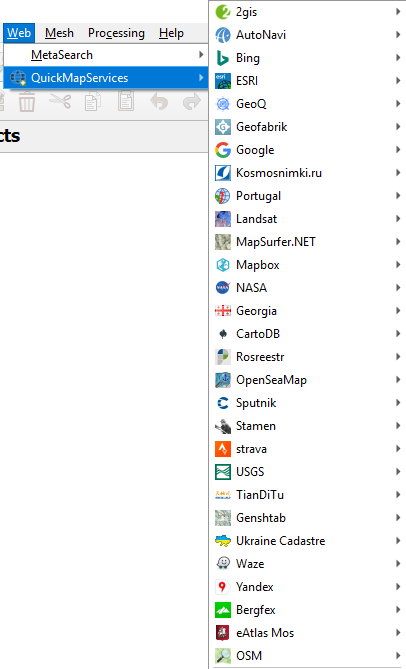 Web Mesh Processing Help
MetaSearch
QuickMapServices
cts
2gis
AutoNavi
Bing
ESRI
GeoQ
Geofabrik
Google
Kosmosnimki.ru
Portugal
Landsat
MapSurfer.NET
Mapbox
NASA
Georgia
CartoDB
Rosreestr
OpenSeaMap
Sputnik
Stamen
strava
USGS
TianDiTu
Genshtab
Ukraine Cadastre
Waze
Yandex
Bergfex
eAtlas Mos
OSM